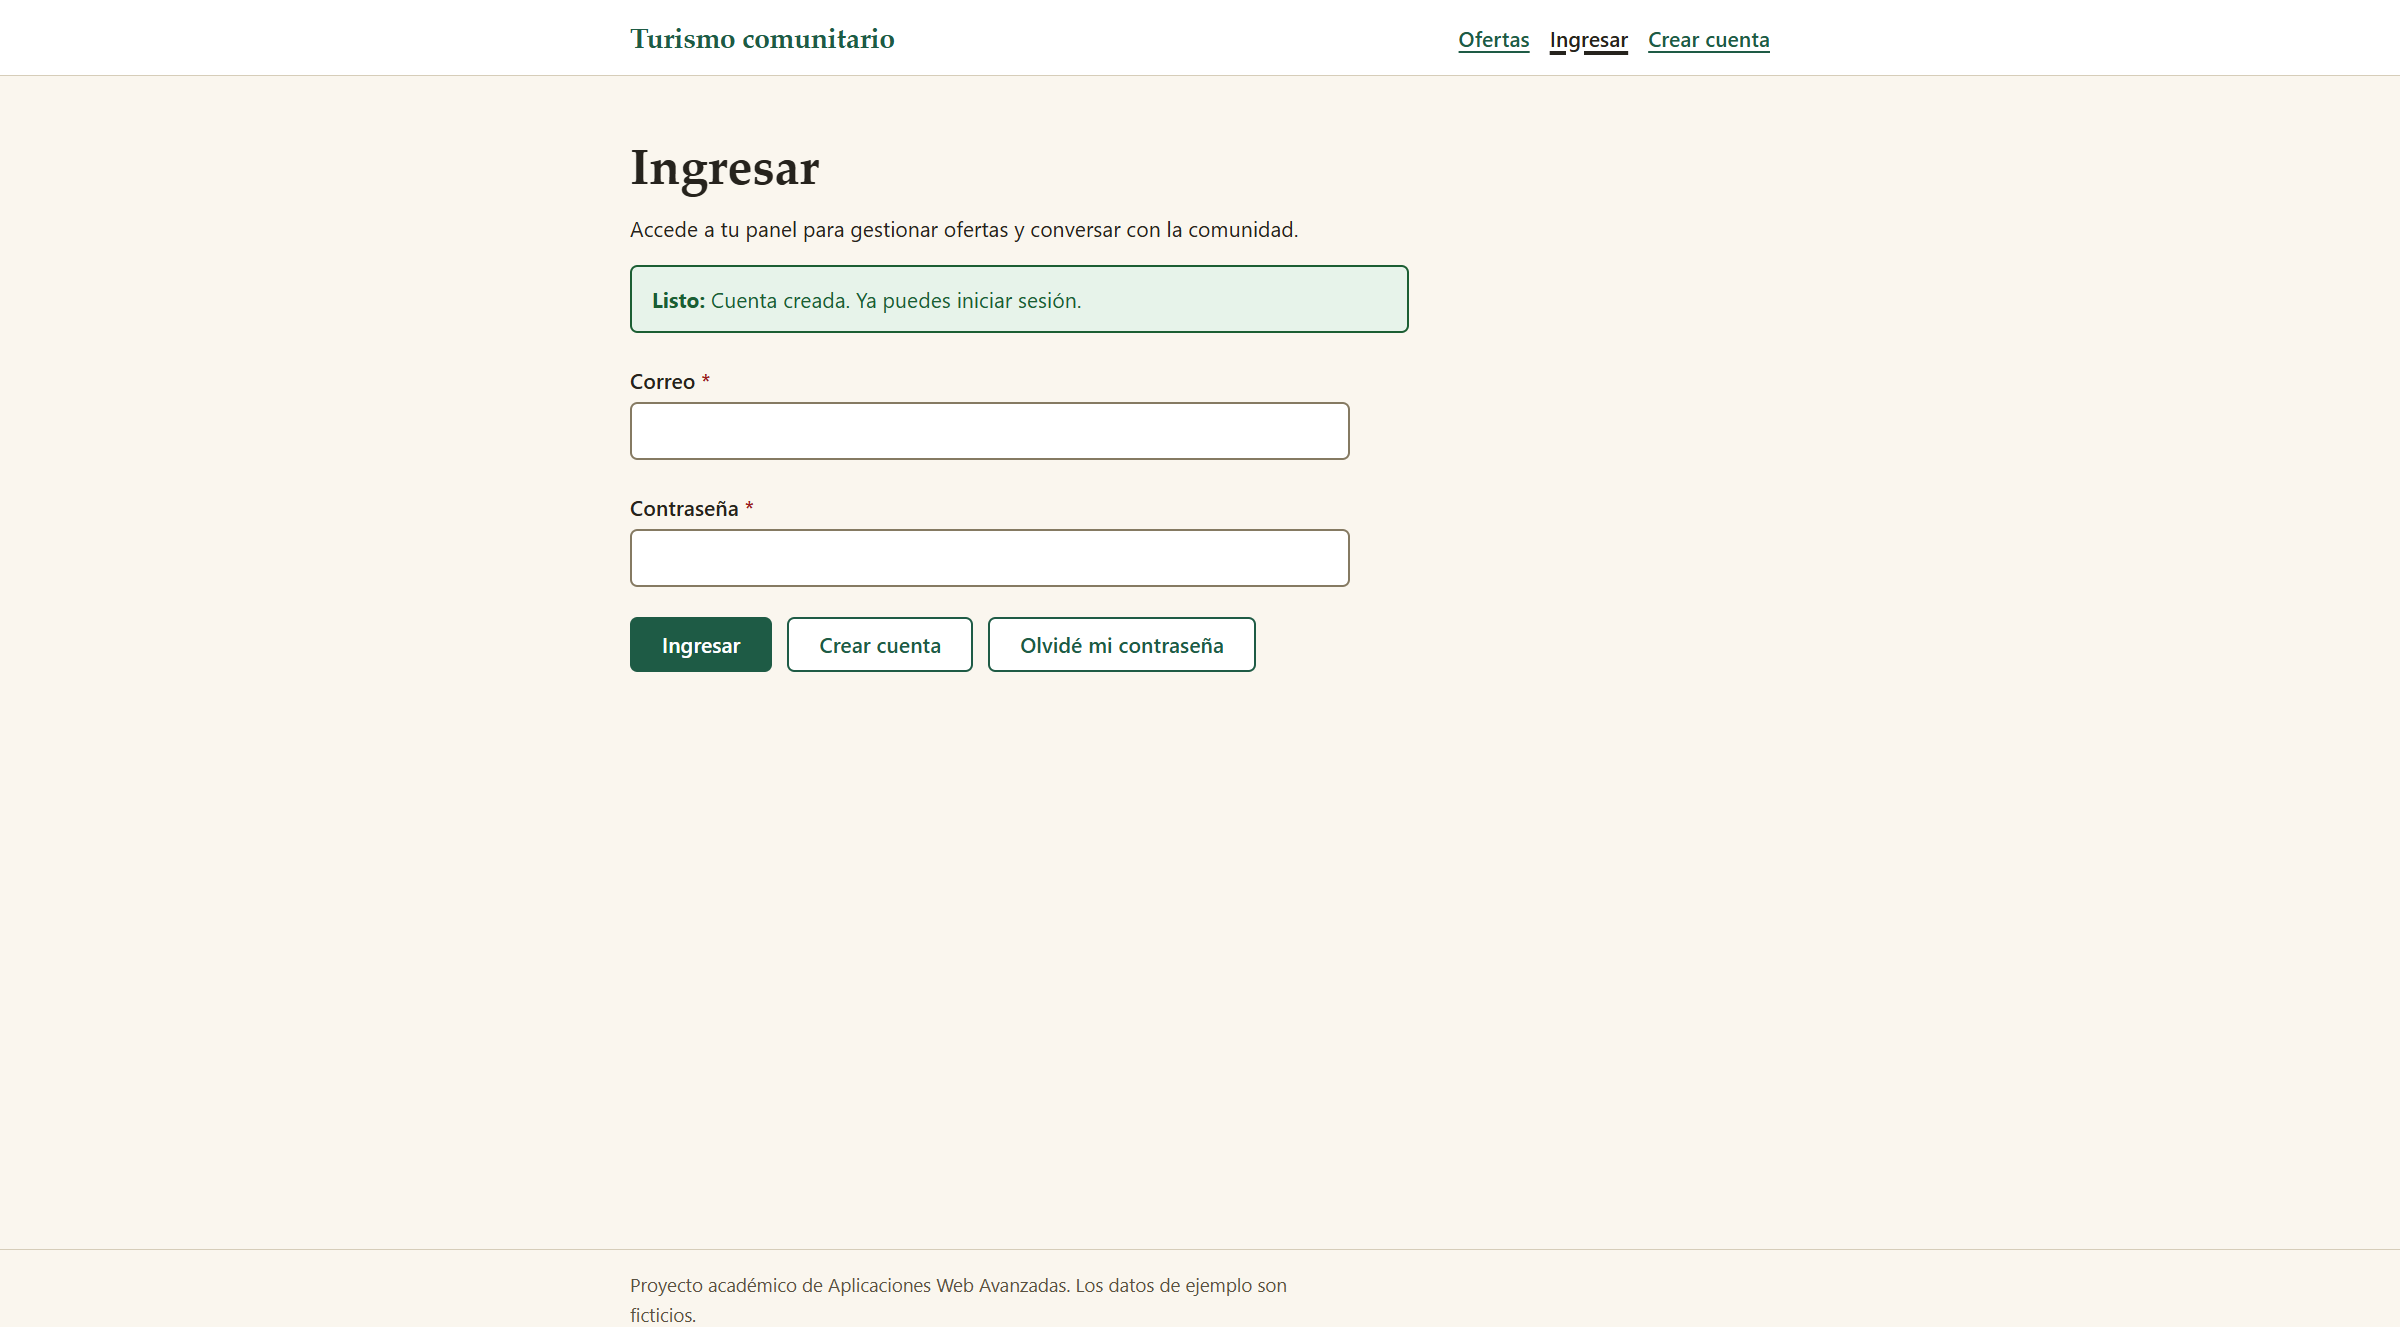 Turismo comunitario
Ofertas Ingresar Crear cuenta
Ingresar
Accede a tu panel para gestionar ofertas y conversar con la comunidad.
Listo: Cuenta creada. Ya puedes iniciar sesión.
Correo *
Contraseña *
Ingresar Crear cuenta Olvidé mi contraseña
Proyecto académico de Aplicaciones Web Avanzadas. Los datos de ejemplo son
ficticios.